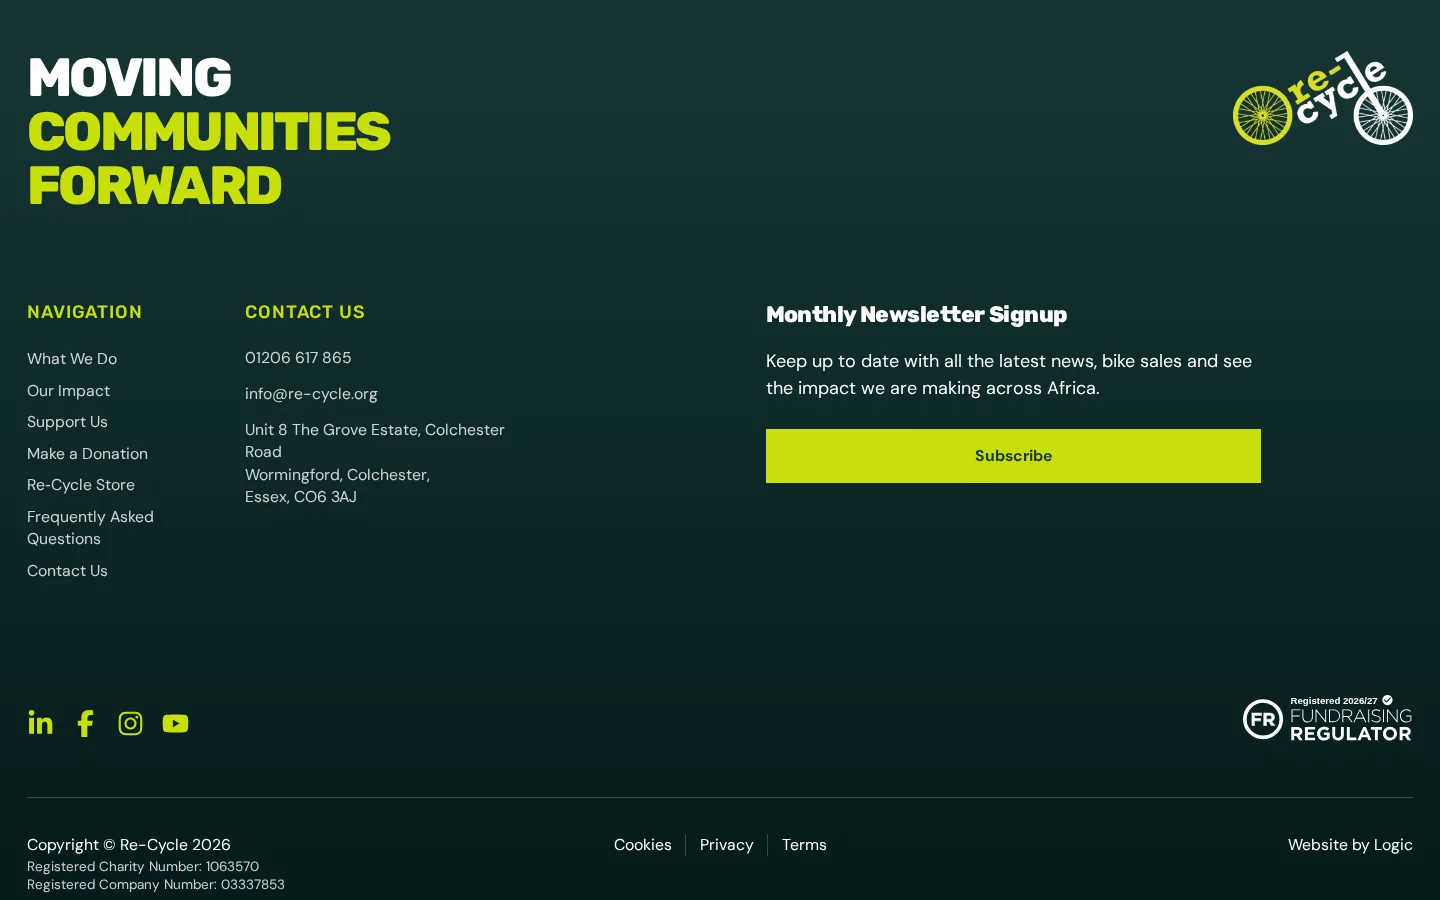 MOVING
COMMUNITIES
FORWARD
re-
cycle
NAVIGATION
What We Do
Our Impact
Support Us
Make a Donation
Re-Cycle Store
Frequently Asked
Questions
Contact Us
CONTACT US
01206 617 865
info@re-cycle.org
Unit 8 The Grove Estate, Colchester
Road
Wormingford, Colchester,
Essex, CO6 3AJ
Monthly Newsletter Signup
Keep up to date with all the latest news, bike sales and see
the impact we are making across Africa.
Subscribe
in
FR
Registered 2026/27
FUNDRAISING
REGULATOR
Copyright © Re-Cycle 2026
Registered Charity Number: 1063570
Registered Company Number: 03337853
Cookies
Privacy
Terms
Website by Logic